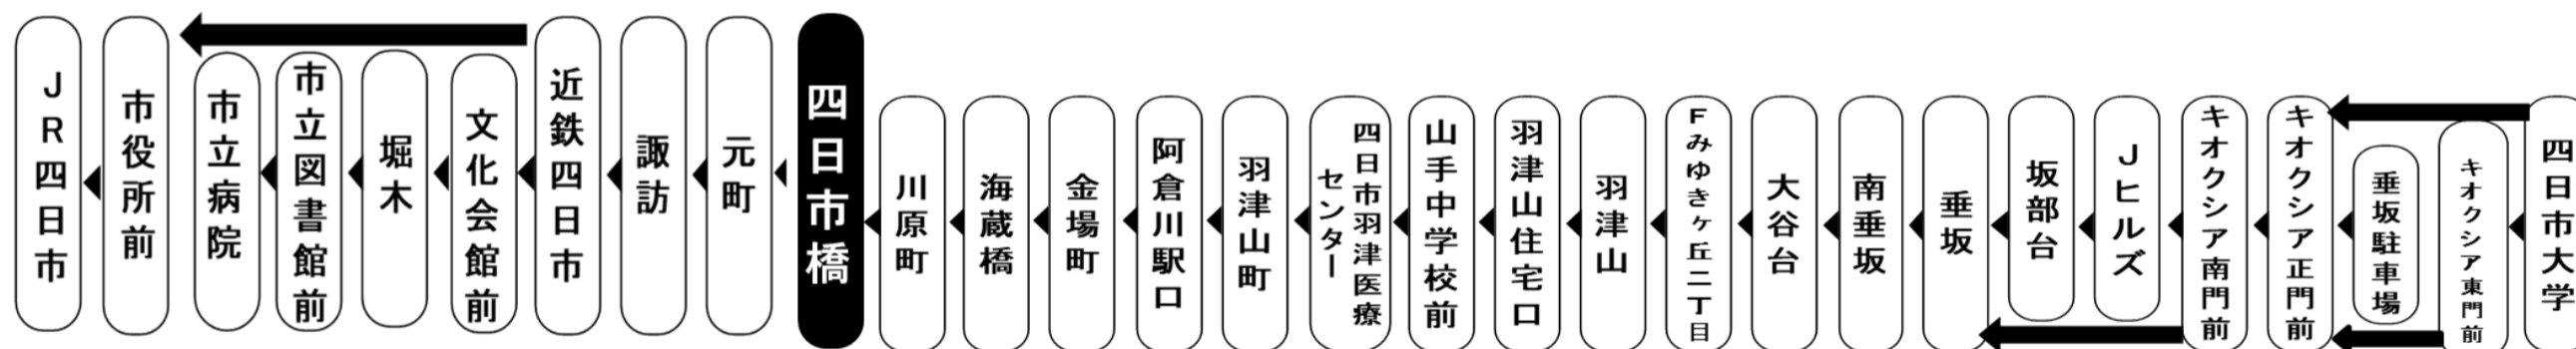 JR四日市
市役所前
市立病院
市立図書館前
堀木
文化会館前
近鉄四日市
諏訪
元町
四日市橋
川原町
海蔵橋
金場町
阿倉川駅口
羽津山町
四日市羽津医療
センター
山手中学校前
羽津山住宅口
羽津山
Fみゆきヶ丘二丁目
大谷台
南垂坂
垂坂
坂部台
Jヒルズ
キオクシア南門前
キオクシア正門前
垂坂駐車場
キオクシア東門前
四日市大学